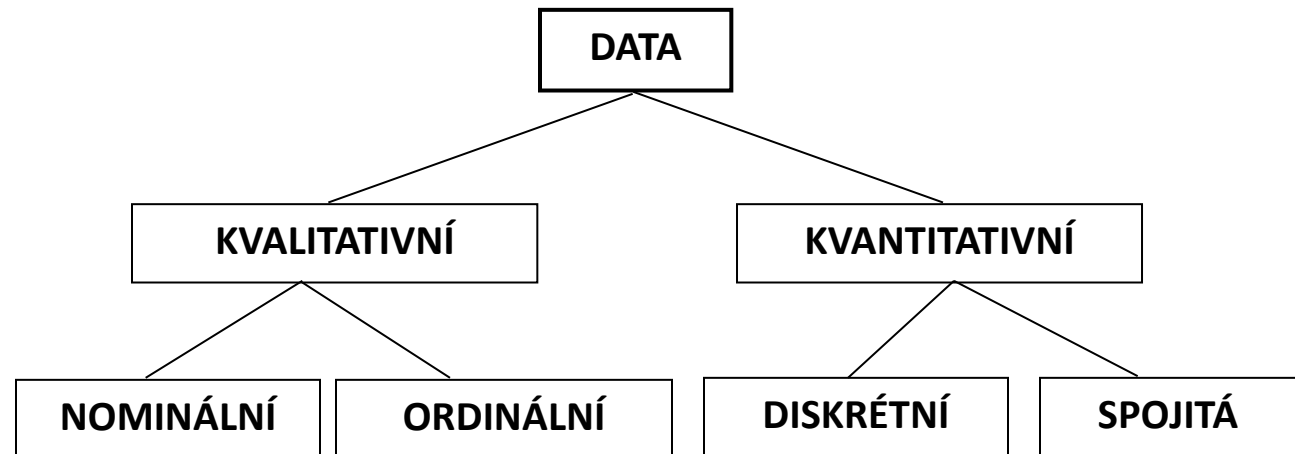 DATA
KVALITATIVNÍ
KVANTITATIVNÍ
NOMINÁLNÍ
ORDINÁLNÍ
DISKRÉTNÍ
SPOJITÁ